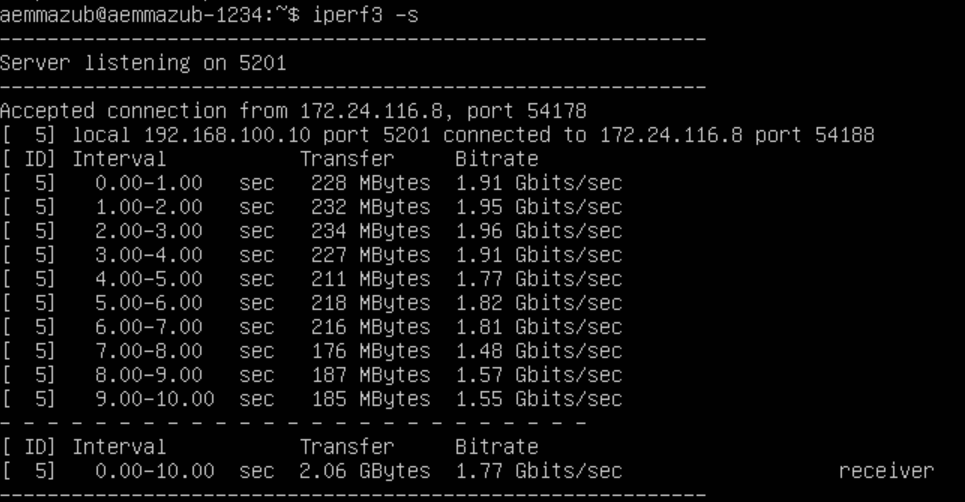 aemmazub@aemmazub-1234:~$ iperf3 -s
-----------------------------------------------------------
Server listening on 5201
-----------------------------------------------------------
Accepted connection from 172.24.116.8, port 54178
[  5] local 192.168.100.10 port 5201 connected to 172.24.116.8 port 54188
[ ID] Interval           Transfer     Bitrate
[  5]   0.00-1.00   sec   228 MBytes  1.91 Gbits/sec
[  5]   1.00-2.00   sec   232 MBytes  1.95 Gbits/sec
[  5]   2.00-3.00   sec   234 MBytes  1.96 Gbits/sec
[  5]   3.00-4.00   sec   227 MBytes  1.91 Gbits/sec
[  5]   4.00-5.00   sec   211 MBytes  1.77 Gbits/sec
[  5]   5.00-6.00   sec   218 MBytes  1.82 Gbits/sec
[  5]   6.00-7.00   sec   216 MBytes  1.81 Gbits/sec
[  5]   7.00-8.00   sec   176 MBytes  1.48 Gbits/sec
[  5]   8.00-9.00   sec   187 MBytes  1.57 Gbits/sec
[  5]   9.00-10.00  sec   185 MBytes  1.55 Gbits/sec
- - - - - - - - - - - - - - - - - - - - - - - - -
[ ID] Interval           Transfer     Bitrate
[  5]   0.00-10.00  sec  2.06 GBytes  1.77 Gbits/sec                  receiver
-----------------------------------------------------------